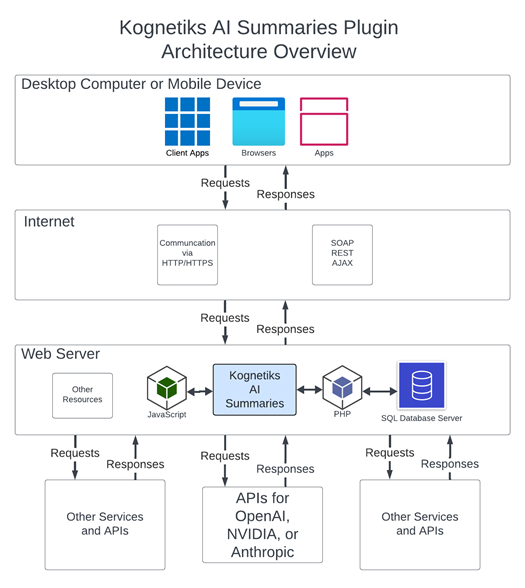 Kognetiks AI Summaries Plugin
Architecture Overview
Desktop Computer or Mobile Device
Client Apps
Browsers
Apps
Requests
Responses
Internet
Communcation
via
HTTP/HTTPS
SOAP
REST
AJAX
Requests
Responses
Web Server
Other
Resources
JavaScript
Kognetiks
AI
Summaries
PHP
SQL Database Server
Requests
Responses
Requests
Responses
Requests
Responses
Other Services
and APIs
APIs for
OpenAI,
NVIDIA, or
Anthropic
Other Services
and APIs